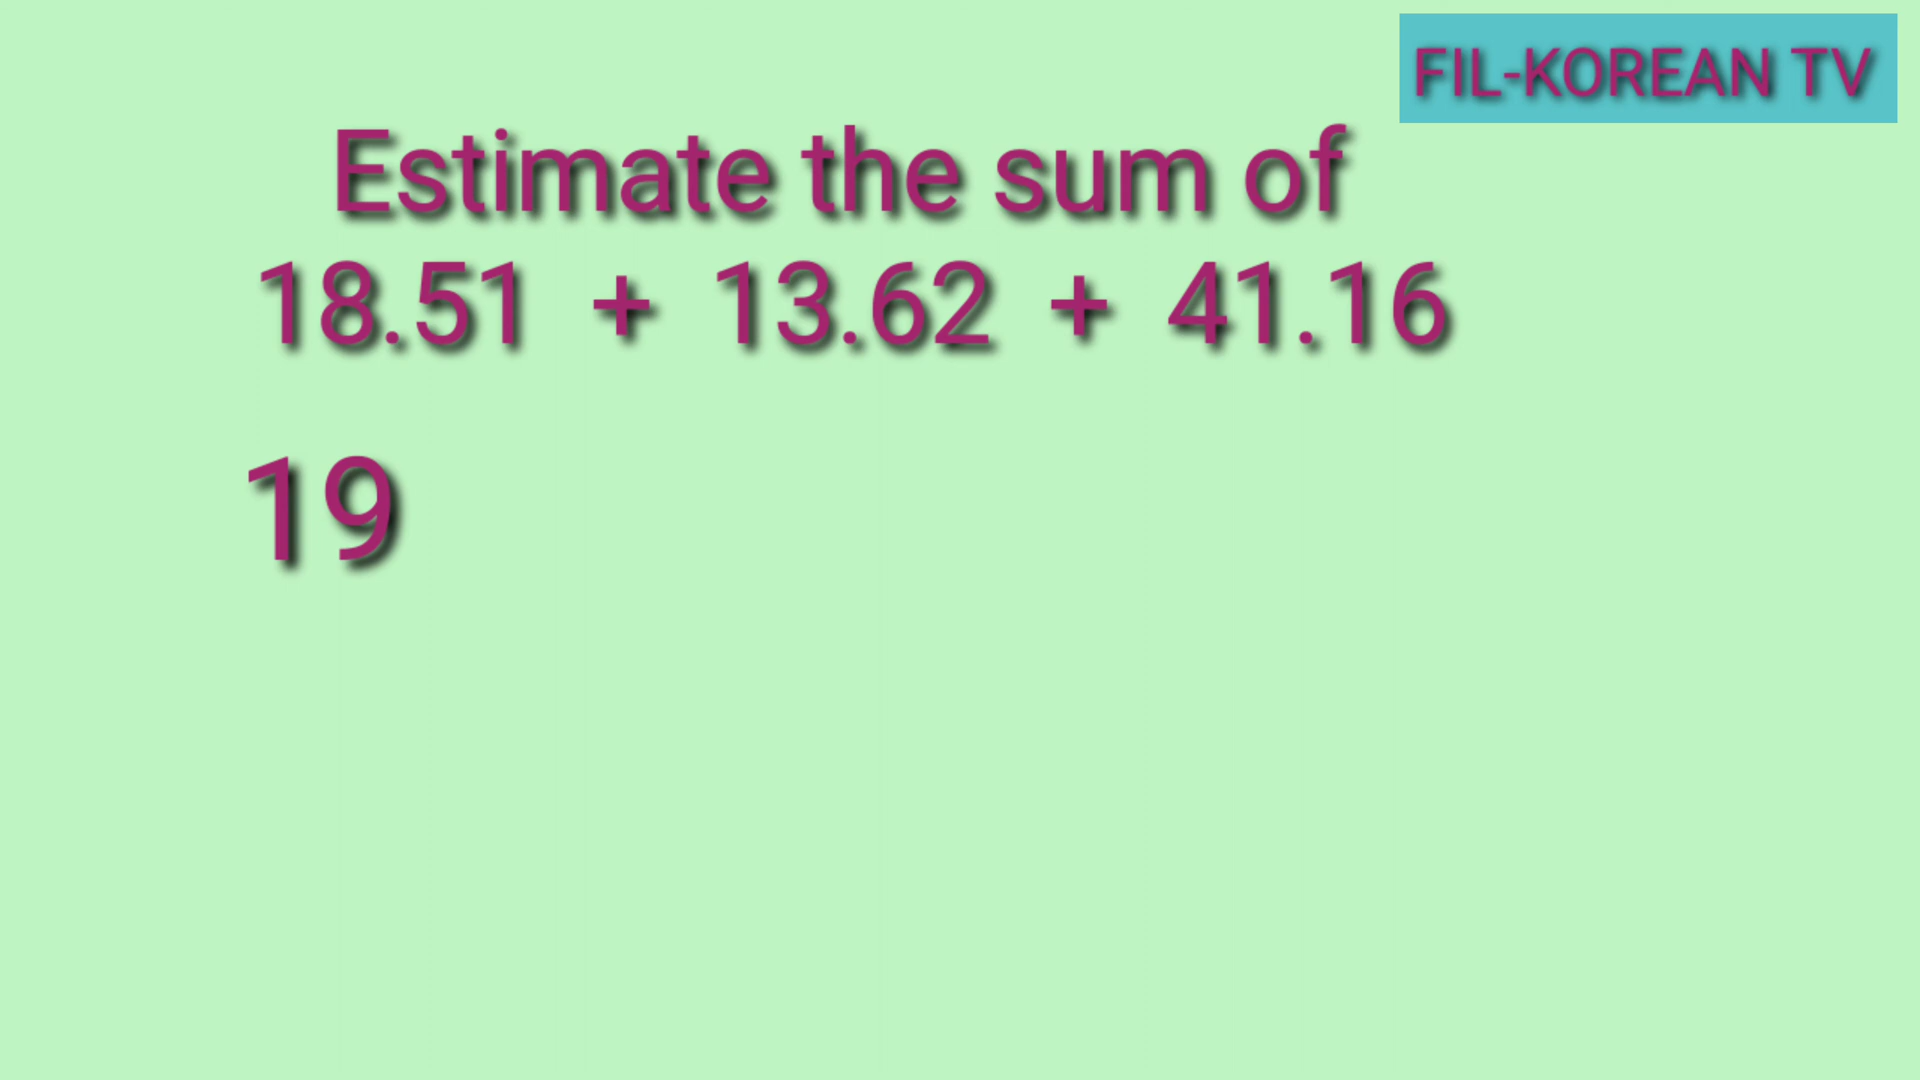 FIL-KOREAN TV
Estimate the sum of
18.51 + 13.62 + 41.16
19